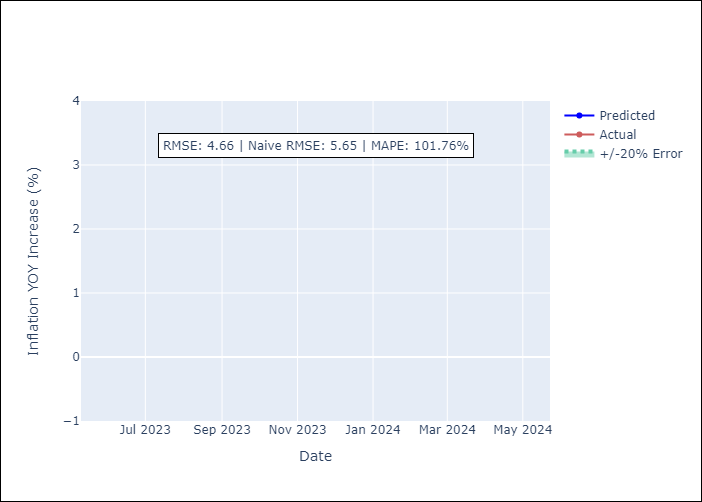 4
Predicted
RMSE: 4.66 | Naive RMSE: 5.65 | MAPE: 101.76%
Actual
+/-20% Error
3
2
1
0
−1
Inflation YOY Increase (%)
Jul 2023 Sep 2023 Nov 2023 Jan 2024 Mar 2024 May 2024
Date